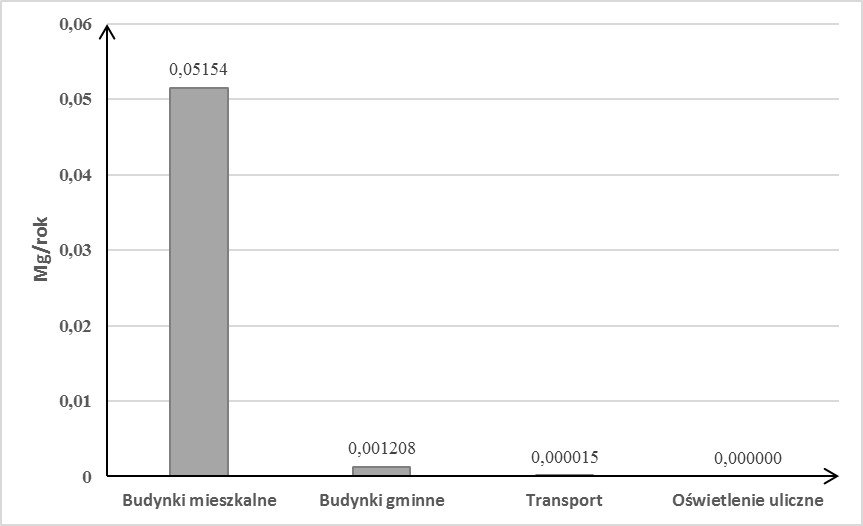 0,06
0,05
0,04
0,03
0,02
0,01
0
Mg/rok
0,05154
0,001208
0,000015
0,000000
Budynki mieszkalne
Budynki gminne
Transport
Oświetlenie uliczne